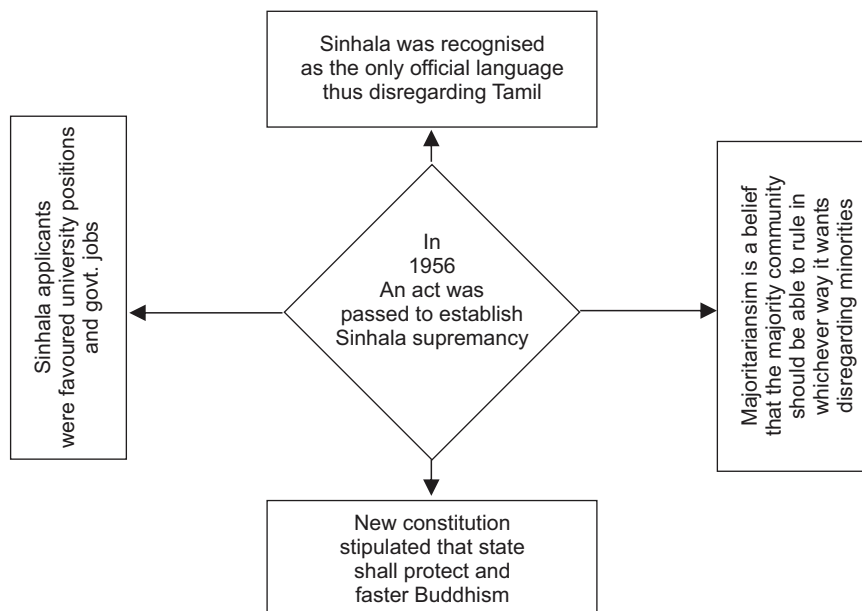 Sinhala was recognised
as the only official language
thus disregarding Tamil
Sinhala applicants
were favoured university positions
and govt. jobs
In
1956
An act was
passed to establish
Sinhala supremancy
Majoritariansim is a belief
that the majority community
should be able to rule in
whichever way it wants
disregarding minorities
New constitution
stipulated that state
shall protect and
faster Buddhism